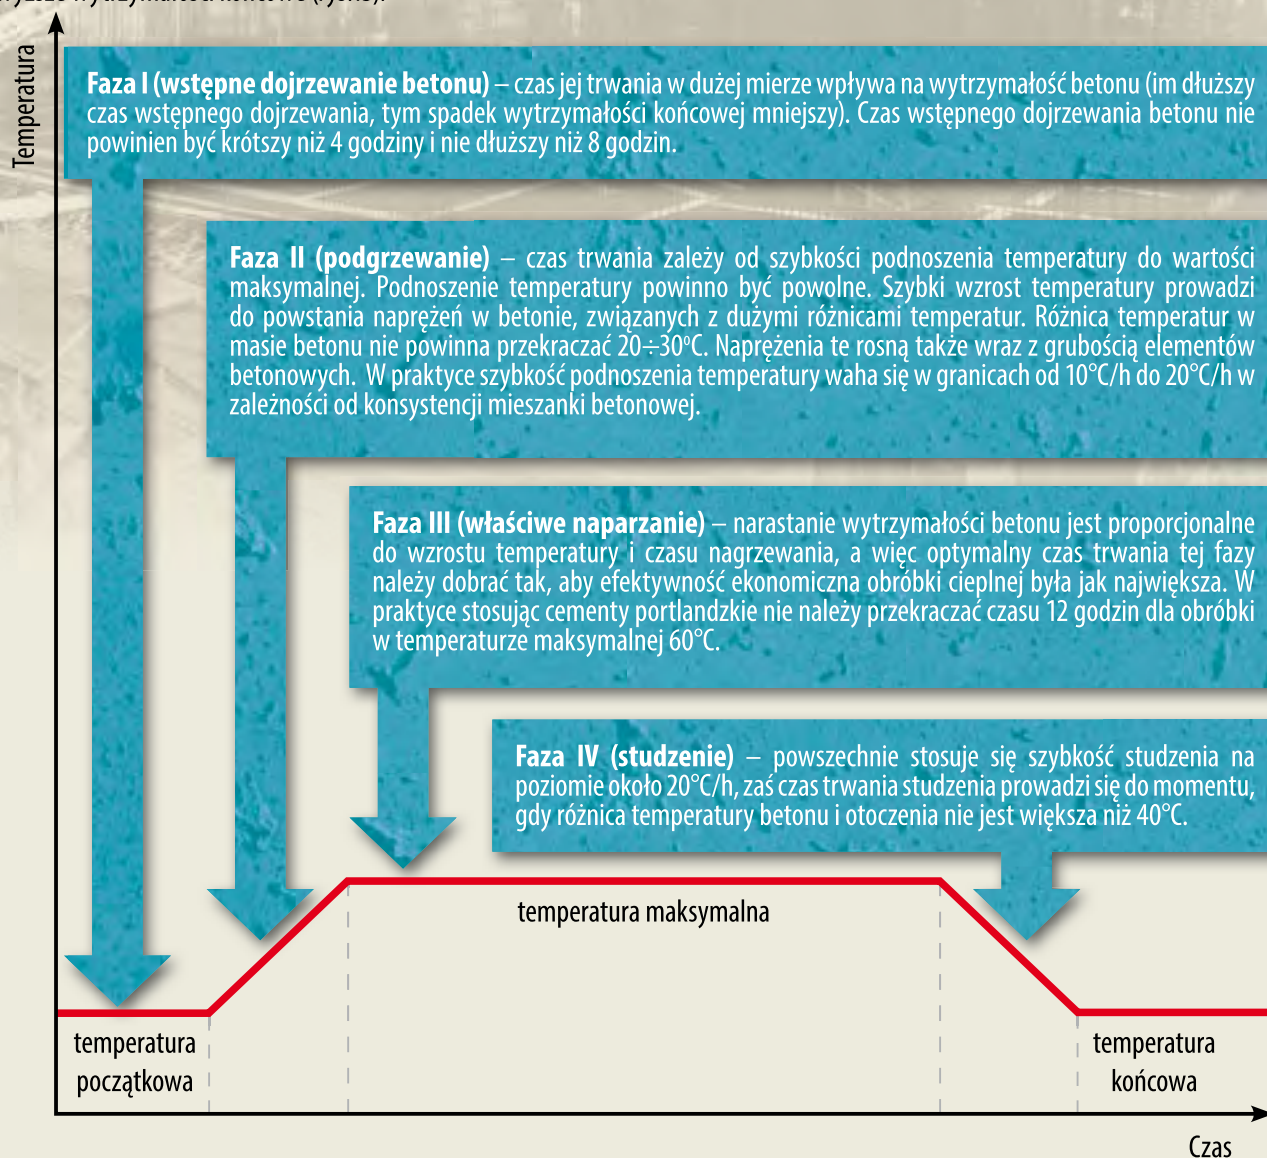 Temperatura
Faza I (wstępne dojrzewanie betonu) – czas jej trwania w dużej mierze wpływa na wytrzymałość betonu (im dłuższy
czas wstępnego dojrzewania, tym spadek wytrzymałości końcowej mniejszy). Czas wstępnego dojrzewania betonu nie
powinien być krótszy niż 4 godziny i nie dłuższy niż 8 godzin.
Faza II (podgrzewanie) – czas trwania zależy od szybkości podnoszenia temperatury do wartości
maksymalnej. Podnoszenie temperatury powinno być powolne. Szybki wzrost temperatury prowadzi
do powstania naprężeń w betonie, związanych z dużymi różnicami temperatur. Różnica temperatur w
masie betonu nie powinna przekraczać 20÷30°C. Naprężenia te rosną także wraz z grubością elementów
betonowych. W praktyce szybkość podnoszenia temperatury waha się w granicach od 10°C/h do 20°C/h w
zależności od konsystencji mieszanki betonowej.
Faza III (właściwe naparzanie) – narastanie wytrzymałości betonu jest proporcjonalne
do wzrostu temperatury i czasu nagrzewania, a więc optymalny czas trwania tej fazy
należy dobrać tak, aby efektywność ekonomiczna obróbki cieplnej była jak największa. W
praktyce stosując cementy portlandzkie nie należy przekraczać czasu 12 godzin dla obróbki
w temperaturze maksymalnej 60°C.
Faza IV (studzenie) – powszechnie stosuje się szybkość studzenia na
poziomie około 20°C/h, zaś czas trwania studzenia prowadzi się do momentu,
gdy różnica temperatury betonu i otoczenia nie jest większa niż 40°C.
temperatura maksymalna
temperatura
początkowa
temperatura
końcowa
Czas